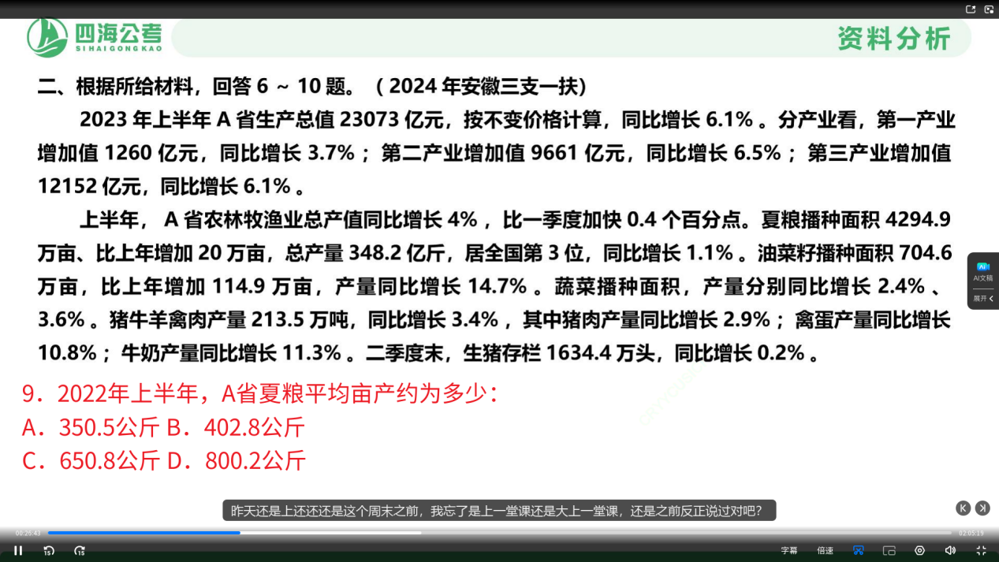 四海公考
SIHAIGONGKAO
资料分析
二、根据所给材料，回答 6 ～ 10 题。（ 2024 年安徽三支一扶）
2023 年上半年 A 省生产总值 23073 亿元，按不变价格计算，同比增长 6.1% 。分产业看，第一产业
增加值 1260 亿元，同比增长 3.7% ；第二产业增加值 9661 亿元，同比增长 6.5% ；第三产业增加值
12152 亿元，同比增长 6.1% 。
上半年， A 省农林牧渔业总产值同比增长 4% ，比一季度加快 0.4 个百分点。夏粮播种面积 4294.9
万亩、比上年增加 20 万亩，总产量 348.2 亿斤，居全国第 3 位，同比增长 1.1% 。油菜籽播种面积 704.6
万亩，比上年增加 114.9 万亩，产量同比增长 14.7% 。蔬菜播种面积，产量分别同比增长 2.4% 、
3.6% 。猪牛羊禽肉产量 213.5 万吨，同比增长 3.4% ，其中猪肉产量同比增长 2.9% ；禽蛋产量同比增长
10.8% ；牛奶产量同比增长 11.3% 。二季度末，生猪存栏 1634.4 万头，同比增长 0.2% 。
9．2022年上半年，A省夏粮平均亩产约为多少：
A．350.5公斤 B．402.8公斤
C．650.8公斤 D．800.2公斤
AI文稿
展开
昨天还是上还还还是这个周末之前，我忘了是上一堂课还是大上一堂课，还是之前反正说过对吧？
00:26:43
02:05:19
15
15
字幕
倍速